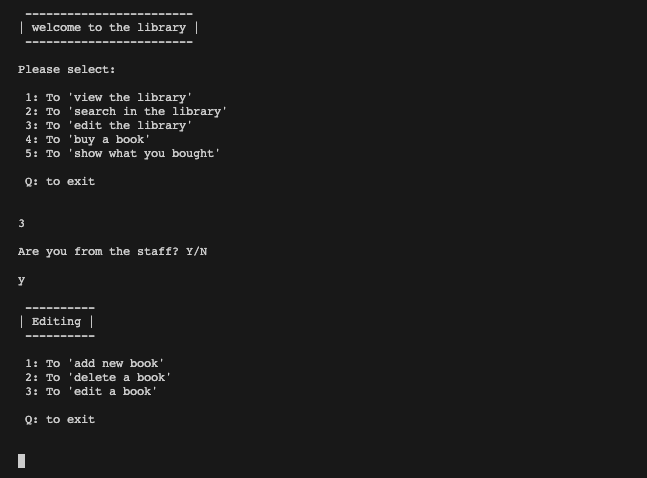 ------------------------
| welcome to the library |
------------------------
Please select:
1: To 'view the library'
2: To 'search in the library'
3: To 'edit the library'
4: To 'buy a book'
5: To 'show what you bought'
Q: to exit
3
Are you from the staff? Y/N
y
----------
| Editing |
----------
1: To 'add new book'
2: To 'delete a book'
3: To 'edit a book'
Q: to exit